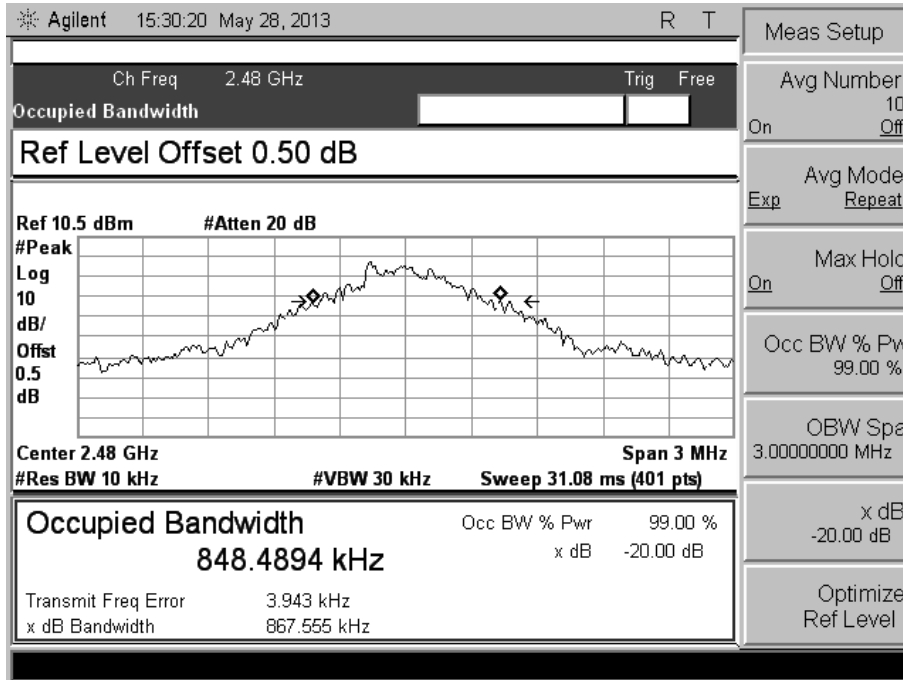 Agilent 15:30:20 May 28, 2013 R T
Ch Freq 2.48 GHz Trig Free
Occupied Bandwidth
Ref Level Offset 0.50 dB
Ref 10.5 dBm #Atten 20 dB
#Peak
Log
10
dB/
Offst
0.5
dB
Center 2.48 GHz Span 3 MHz
#Res BW 10 kHz #VBW 30 kHz Sweep 31.08 ms (401 pts)
Occupied Bandwidth
848.4894 kHz
Occ BW % Pwr 99.00 %
x dB -20.00 dB
Transmit Freq Error 3.943 kHz
x dB Bandwidth 867.555 kHz
Meas Setup
Avg Number
10
On Off
Avg Mode
Exp Repeat
Max Hold
On Off
Occ BW % Pw
99.00 %
OBW Spa
3.00000000 MHz
x dB
-20.00 dB
Optimize
Ref Level